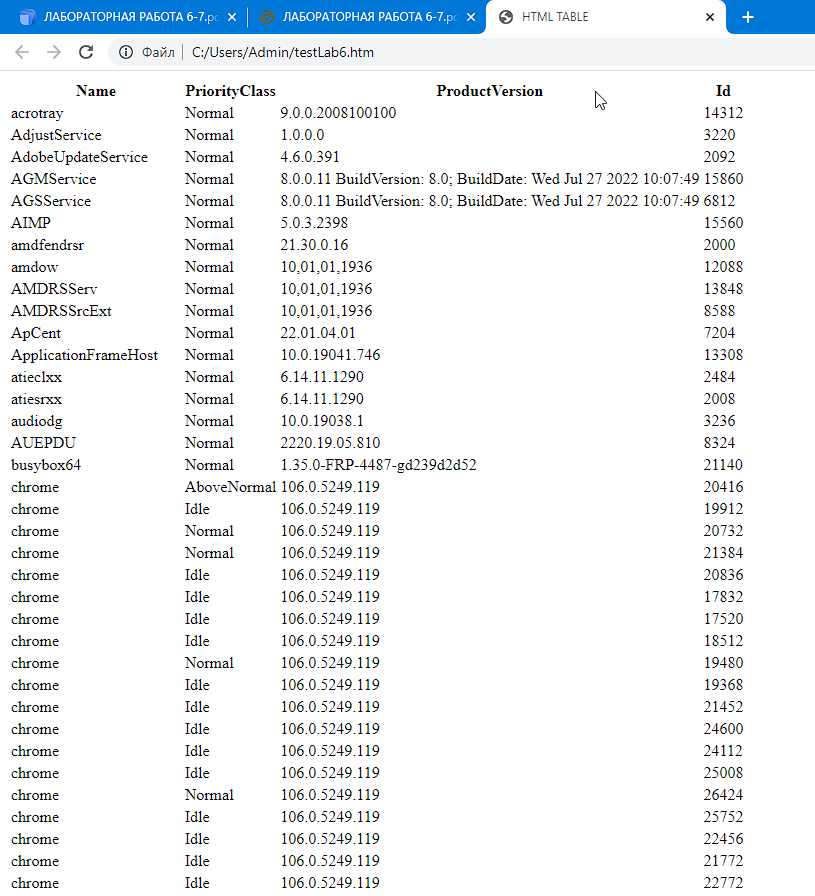 ЛАБОРАТОРНАЯ РАБОТА 6-7.pc
ЛАБОРАТОРНАЯ РАБОТА 6-7.pc
HTML TABLE
Файл C:/Users/Admin/testLab6.htm
Name PriorityClass ProductVersion Id
acrotray Normal 9.0.0.2008100100 14312
AdjustService Normal 1.0.0.0 3220
AdobeUpdateService Normal 4.6.0.391 2092
AGMService Normal 8.0.0.11 BuildVersion: 8.0; BuildDate: Wed Jul 27 2022 10:07:49 15860
AGSService Normal 8.0.0.11 BuildVersion: 8.0; BuildDate: Wed Jul 27 2022 10:07:49 6812
AIMP Normal 5.0.3.2398 15560
amdfendrsr Normal 21.30.0.16 2000
amdow Normal 10,01,01,1936 12088
AMDRSServ Normal 10,01,01,1936 13848
AMDRSSrcExt Normal 10,01,01,1936 8588
ApCent Normal 22.01.04.01 7204
ApplicationFrameHost Normal 10.0.19041.746 13308
atieclxx Normal 6.14.11.1290 2484
atiesrxx Normal 6.14.11.1290 2008
audiodg Normal 10.0.19038.1 3236
AUEPDU Normal 2220.19.05.810 8324
busybox64 Normal 1.35.0-FRP-4487-gd239d2d52 21140
chrome AboveNormal 106.0.5249.119 20416
chrome Idle 106.0.5249.119 19912
chrome Normal 106.0.5249.119 20732
chrome Normal 106.0.5249.119 21384
chrome Idle 106.0.5249.119 20836
chrome Idle 106.0.5249.119 17832
chrome Idle 106.0.5249.119 17520
chrome Idle 106.0.5249.119 18512
chrome Normal 106.0.5249.119 19480
chrome Idle 106.0.5249.119 19368
chrome Idle 106.0.5249.119 21452
chrome Idle 106.0.5249.119 24600
chrome Idle 106.0.5249.119 24112
chrome Idle 106.0.5249.119 25008
chrome Normal 106.0.5249.119 26424
chrome Idle 106.0.5249.119 25752
chrome Idle 106.0.5249.119 22456
chrome Idle 106.0.5249.119 21772
chrome Idle 106.0.5249.119 22772